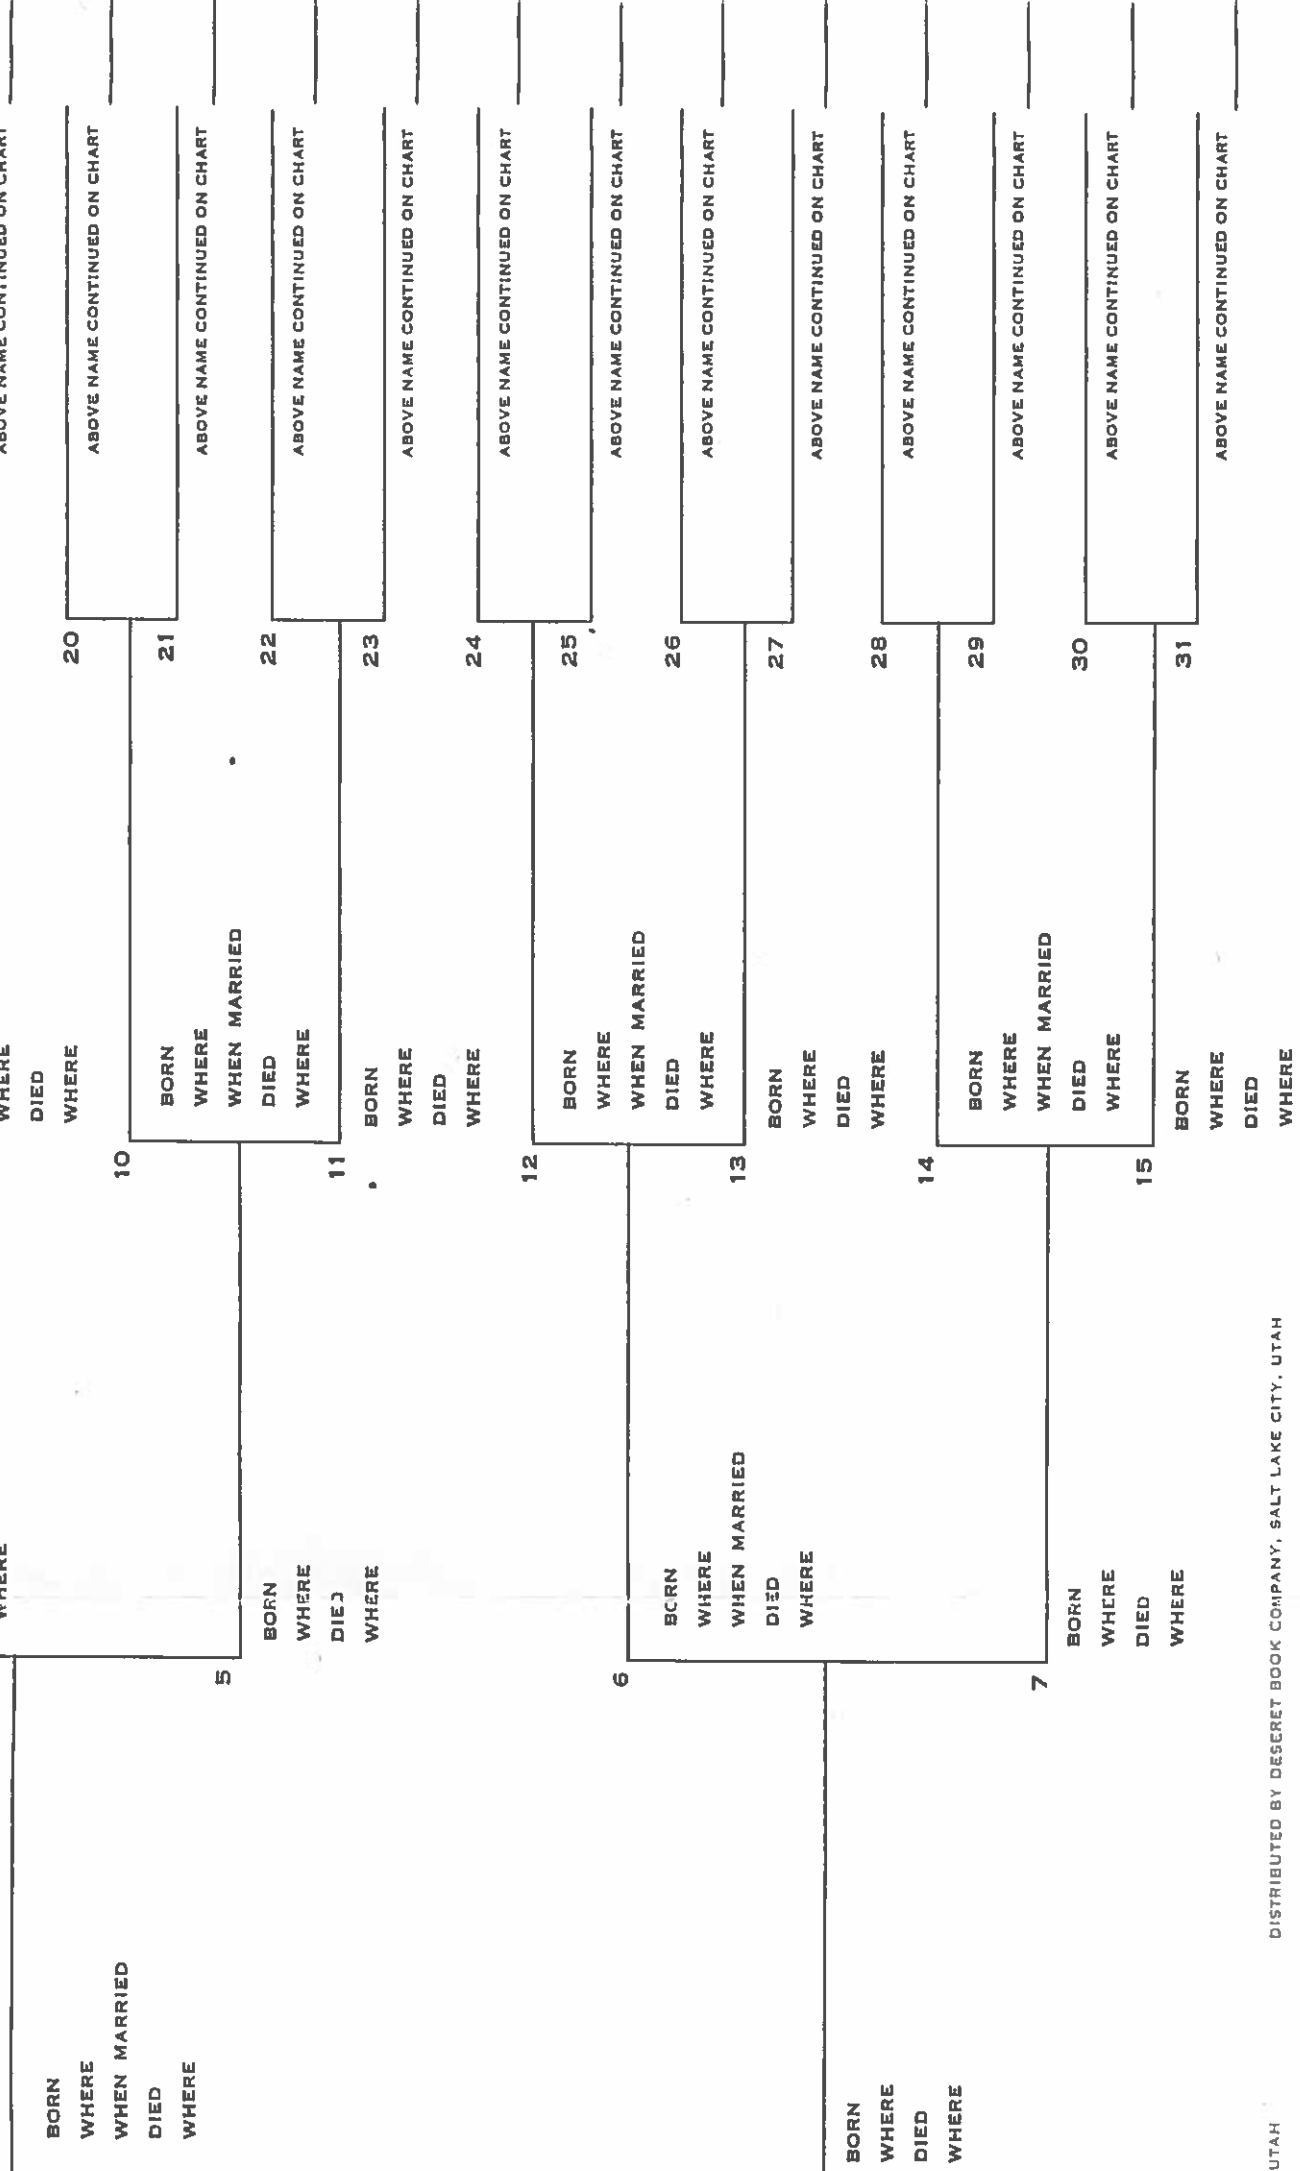 BORN
WHERE
WHEN MARRIED
DIED
WHERE
BORN
WHERE
DIED
WHERE
UTAH
WHERE
5
BORN
WHERE
DIED
WHERE
6
BORN
WHERE
WHEN MARRIED
DIED
WHERE
7
BORN
WHERE
DIED
WHERE
DISTRIBUTED BY DESERET BOOK COMPANY, SALT LAKE CITY, UTAH
WHERE
DIED
WHERE
10
BORN
WHERE
WHEN MARRIED
DIED
WHERE
11
BORN
WHERE
DIED
WHERE
12
BORN
WHERE
WHEN MARRIED
DIED
WHERE
13
BORN
WHERE
DIED
WHERE
14
BORN
WHERE
WHEN MARRIED
DIED
WHERE
15
BORN
WHERE
DIED
WHERE
ABOVE NAME CONTINUED ON CHART
20
ABOVE NAME CONTINUED ON CHART
21
ABOVE NAME CONTINUED ON CHART
22
ABOVE NAME CONTINUED ON CHART
23
ABOVE NAME CONTINUED ON CHART
24
ABOVE NAME CONTINUED ON CHART
25
ABOVE NAME CONTINUED ON CHART
26
ABOVE NAME CONTINUED ON CHART
27
ABOVE NAME CONTINUED ON CHART
28
ABOVE NAME CONTINUED ON CHART
29
ABOVE NAME CONTINUED ON CHART
30
ABOVE NAME CONTINUED ON CHART
31
ABOVE NAME CONTINUED ON CHART